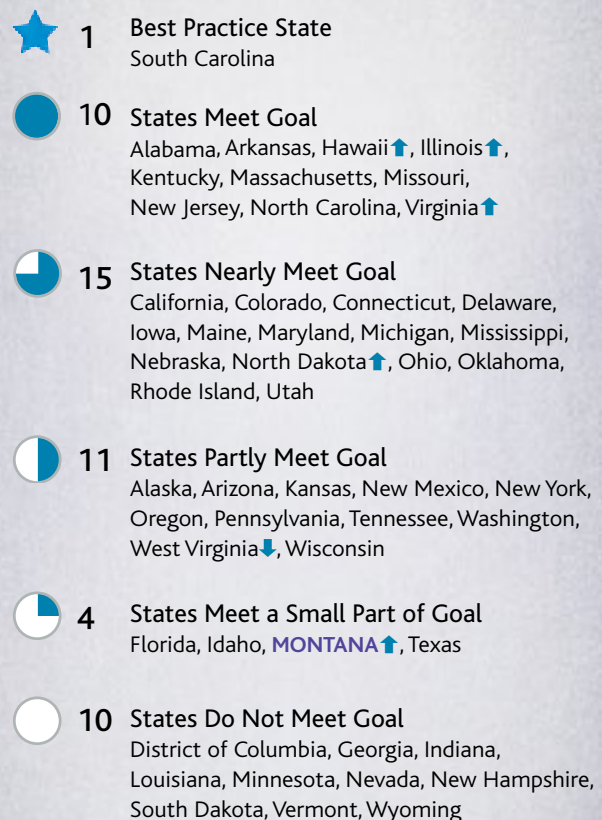 1 Best Practice State
South Carolina
10 States Meet Goal
Alabama, Arkansas, Hawaii⬆, Illinois⬆,
Kentucky, Massachusetts, Missouri,
New Jersey, North Carolina, Virginia⬆
15 States Nearly Meet Goal
California, Colorado, Connecticut, Delaware,
Iowa, Maine, Maryland, Michigan, Mississippi,
Nebraska, North Dakota⬆, Ohio, Oklahoma,
Rhode Island, Utah
11 States Partly Meet Goal
Alaska, Arizona, Kansas, New Mexico, New York,
Oregon, Pennsylvania, Tennessee, Washington,
West Virginia⬇, Wisconsin
4 States Meet a Small Part of Goal
Florida, Idaho, MONTANA⬆, Texas
10 States Do Not Meet Goal
District of Columbia, Georgia, Indiana,
Louisiana, Minnesota, Nevada, New Hampshire,
South Dakota, Vermont, Wyoming